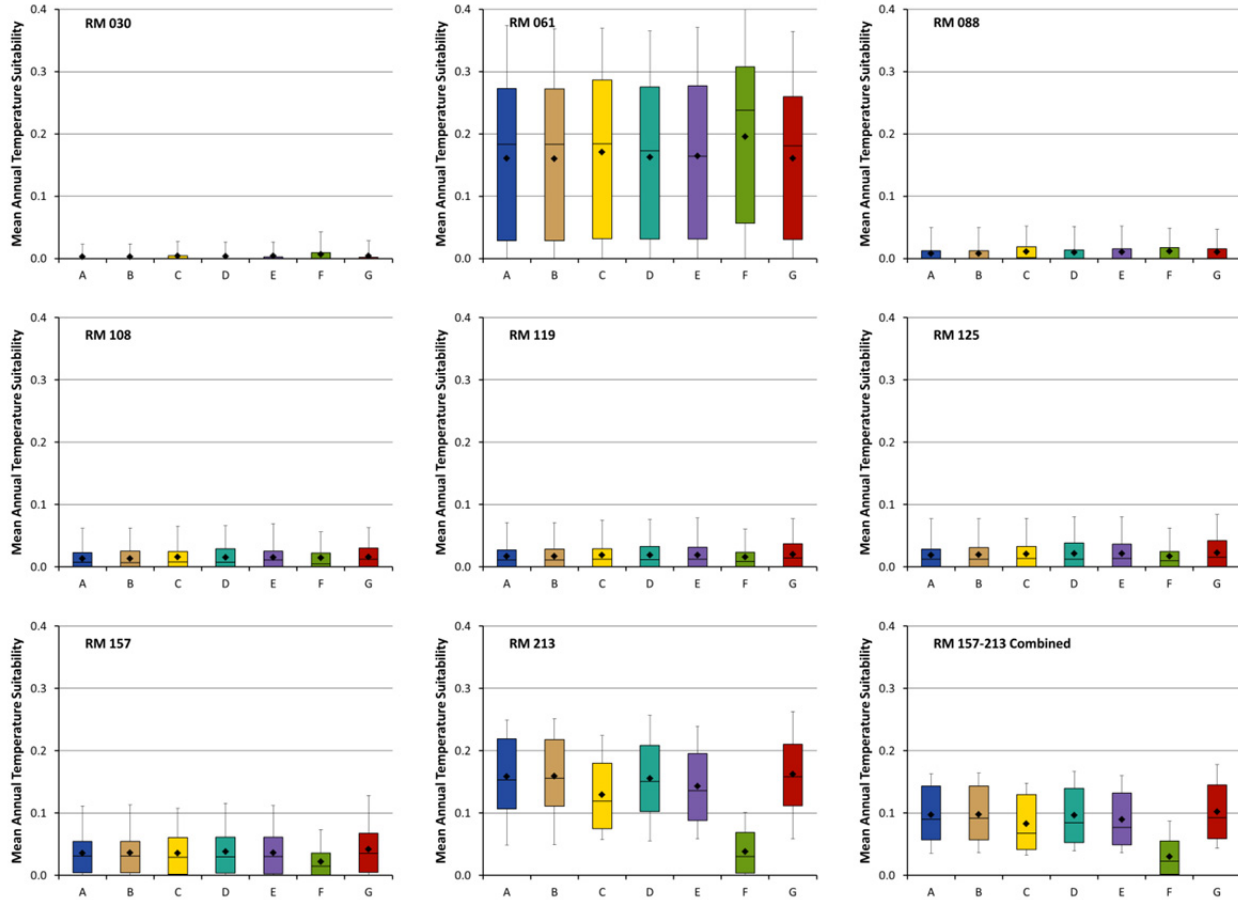 Mean Annual Temperature Suitability
RM 030
0.4
0.3
0.2
0.1
0.0
A B C D E F G
Mean Annual Temperature Suitability
RM 061
0.4
0.3
0.2
0.1
0.0
A B C D E F G
Mean Annual Temperature Suitability
RM 088
0.4
0.3
0.2
0.1
0.0
A B C D E F G
Mean Annual Temperature Suitability
RM 108
0.4
0.3
0.2
0.1
0.0
A B C D E F G
Mean Annual Temperature Suitability
RM 119
0.4
0.3
0.2
0.1
0.0
A B C D E F G
Mean Annual Temperature Suitability
RM 125
0.4
0.3
0.2
0.1
0.0
A B C D E F G
Mean Annual Temperature Suitability
RM 157
0.4
0.3
0.2
0.1
0.0
A B C D E F G
Mean Annual Temperature Suitability
RM 213
0.4
0.3
0.2
0.1
0.0
A B C D E F G
Mean Annual Temperature Suitability
RM 157-213 Combined
0.4
0.3
0.2
0.1
0.0
A B C D E F G